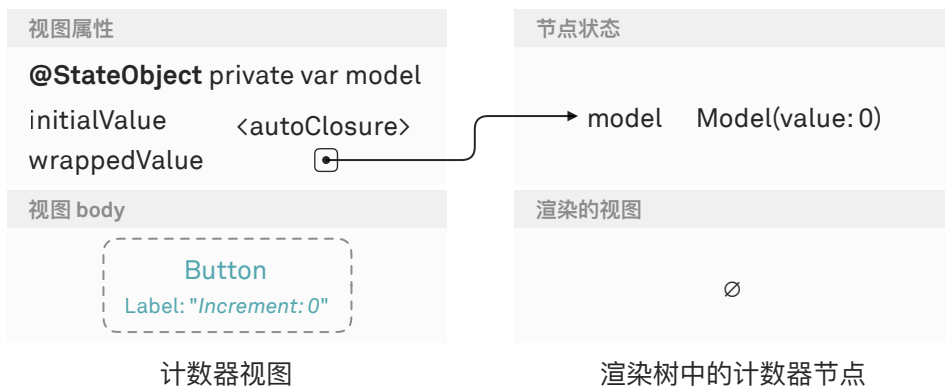 视图属性
@StateObject private var model
initialValue <autoClosure>
wrappedValue
视图 body
Button
Label: "Increment: 0"
计数器视图
节点状态
model Model(value: 0)
渲染的视图
∅
渲染树中的计数器节点